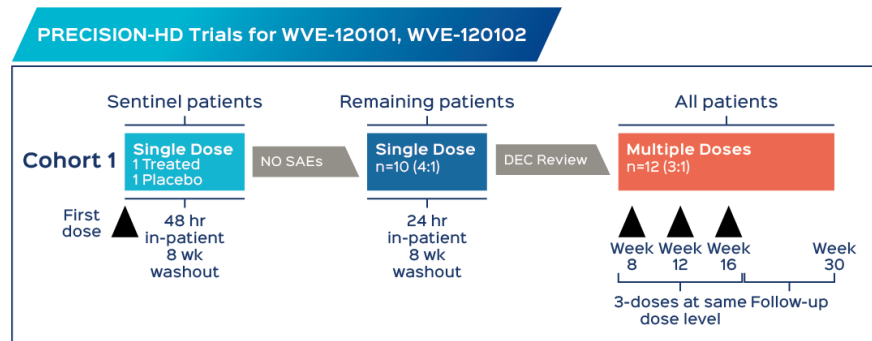 PRECISION-HD Trials for WVE-120101, WVE-120102
Sentinel patients
Remaining patients
All patients
Cohort 1
Single Dose
1 Treated
1 Placebo
NO SAEs
Single Dose
n=10 (4:1)
DEC Review
Multiple Doses
n=12 (3:1)
First
dose
48 hr
in-patient
8 wk
washout
24 hr
in-patient
8 wk
washout
Week
8
Week
12
Week
16
Week
30
3-doses at same
dose level
Follow-up